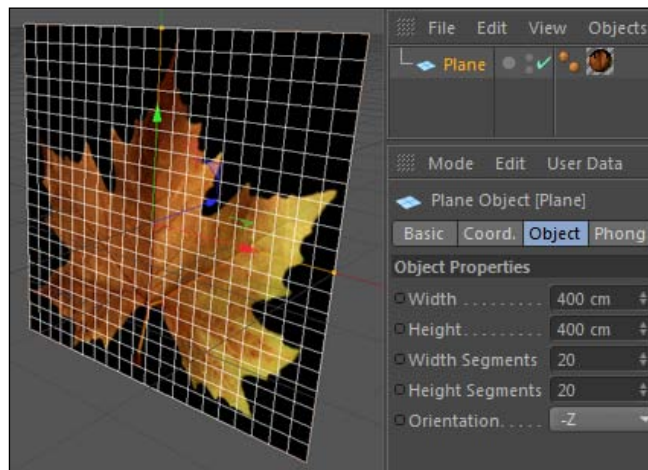 File Edit View Objects
Plane
Mode Edit User Data
Plane Object [Plane]
Basic Coord. Object Phong
Object Properties
Width . . . . . . . . . 400 cm
Height . . . . . . . . 400 cm
Width Segments 20
Height Segments 20
Orientation. . . . . -Z